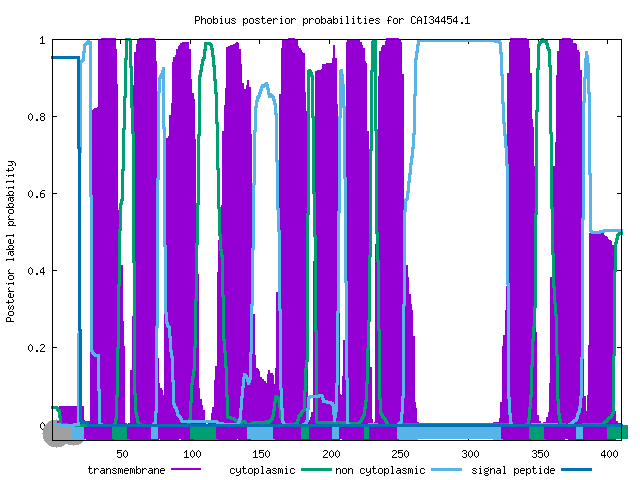 Phobius posterior probabilities for CAI34454.1
Posterior label probability
1
0.8
0.6
0.4
0.2
0
50 100 150 200 250 300 350 400
transmembrane cytoplasmic non cytoplasmic signal peptide